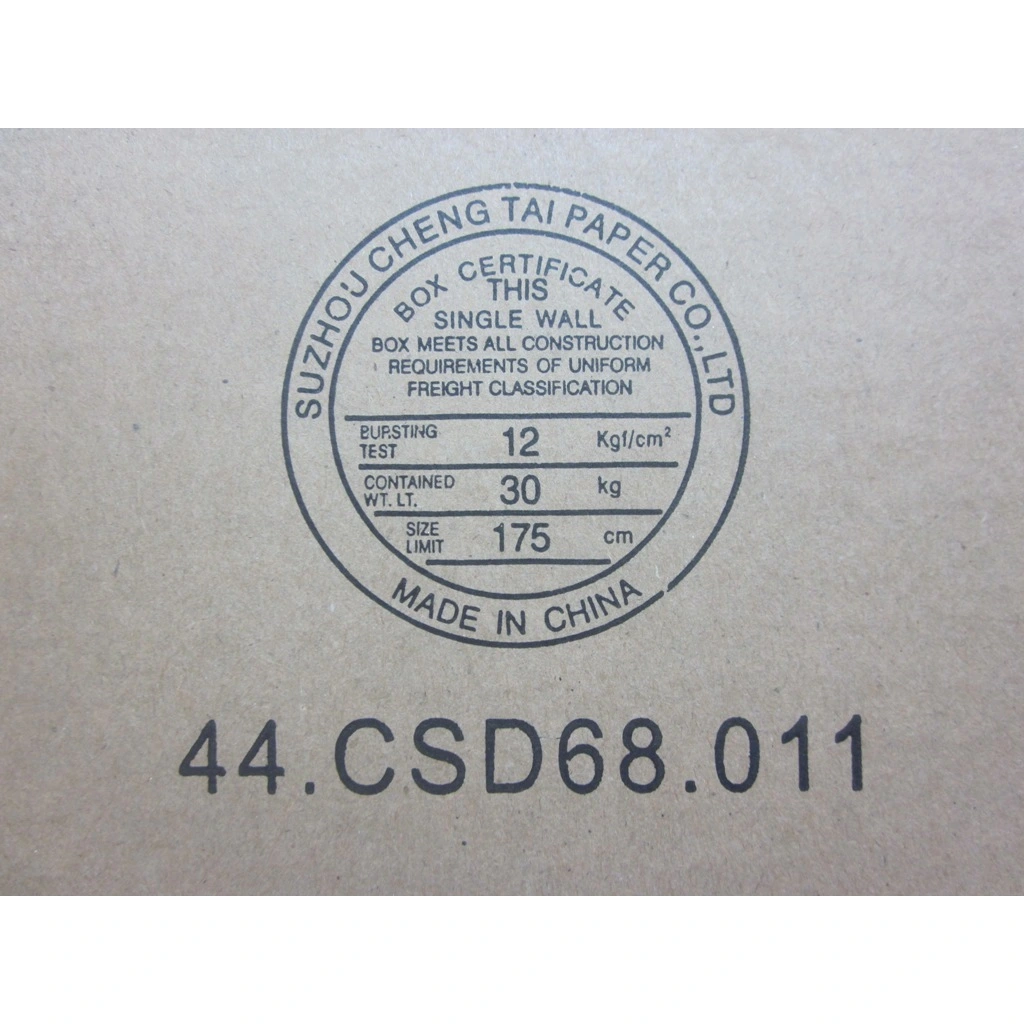 SUZHOU CHENG TAI PAPER CO.,LTD
BOX CERTIFICATE
THIS
SINGLE WALL
BOX MEETS ALL CONSTRUCTION
REQUIREMENTS OF UNIFORM
FREIGHT CLASSIFICATION
BURSTING TEST 12 Kgf/cm²
CONTAINED WT. LT. 30 kg
SIZE LIMIT 175 cm
MADE IN CHINA
44.CSD68.011